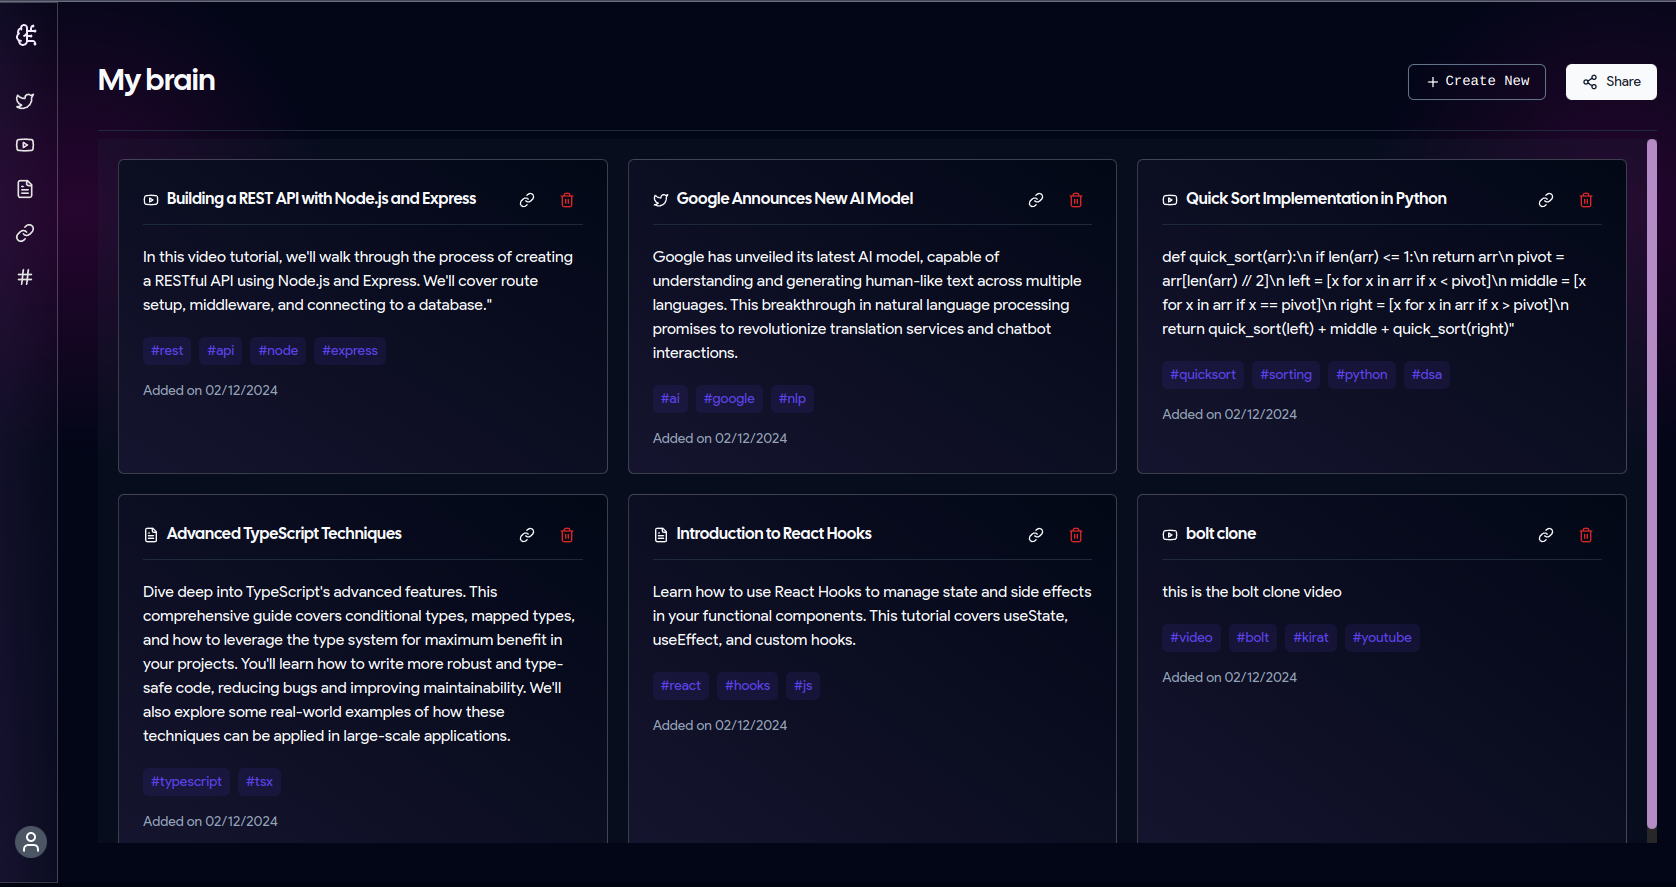 My brain
+ Create New
Share
Building a REST API with Node.js and Express
In this video tutorial, we'll walk through the process of creating
a RESTful API using Node.js and Express. We'll cover route
setup, middleware, and connecting to a database."
#rest #api #node #express
Added on 02/12/2024
Google Announces New AI Model
Google has unveiled its latest AI model, capable of
understanding and generating human-like text across multiple
languages. This breakthrough in natural language processing
promises to revolutionize translation services and chatbot
interactions.
#ai #google #nlp
Added on 02/12/2024
Quick Sort Implementation in Python
def quick_sort(arr):\n if len(arr) <= 1:\n return arr\n pivot =
arr[len(arr) // 2]\n left = [x for x in arr if x < pivot]\n middle = [x
for x in arr if x == pivot]\n right = [x for x in arr if x > pivot]\n
return quick_sort(left) + middle + quick_sort(right)"
#quicksort #sorting #python #dsa
Added on 02/12/2024
Advanced TypeScript Techniques
Dive deep into TypeScript's advanced features. This
comprehensive guide covers conditional types, mapped types,
and how to leverage the type system for maximum benefit in
your projects. You'll learn how to write more robust and type-
safe code, reducing bugs and improving maintainability. We'll
also explore some real-world examples of how these
techniques can be applied in large-scale applications.
#typescript #tsx
Added on 02/12/2024
Introduction to React Hooks
Learn how to use React Hooks to manage state and side effects
in your functional components. This tutorial covers useState,
useEffect, and custom hooks.
#react #hooks #js
Added on 02/12/2024
bolt clone
this is the bolt clone video
#video #bolt #kirat #youtube
Added on 02/12/2024